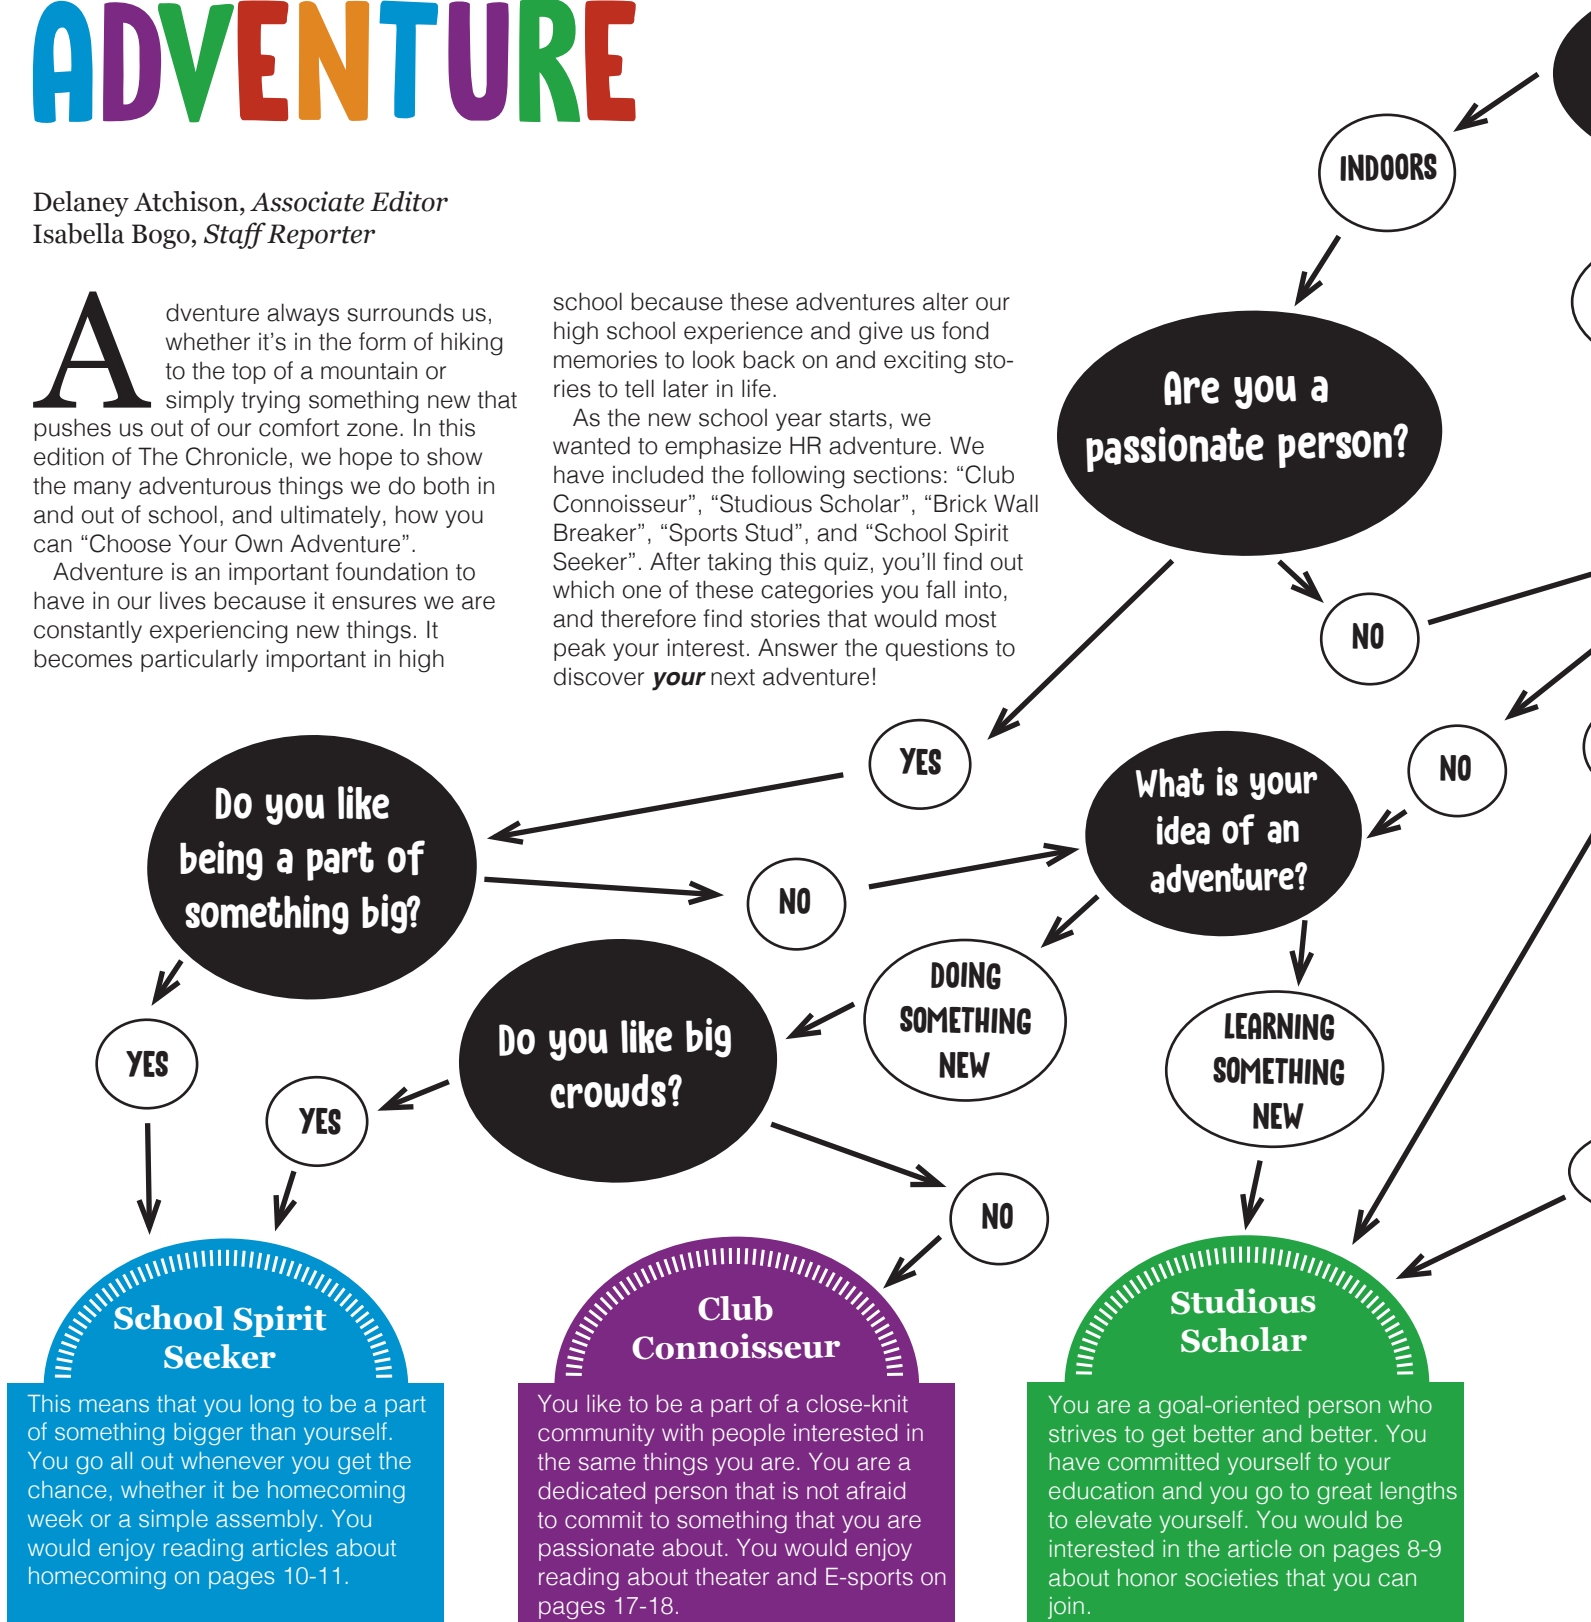 ADVENTURE
Delaney Atchison, Associate Editor
Isabella Bogo, Staff Reporter
Adventure always surrounds us,
whether it’s in the form of hiking
to the top of a mountain or
simply trying something new that
pushes us out of our comfort zone. In this
edition of The Chronicle, we hope to show
the many adventurous things we do both in
and out of school, and ultimately, how you
can “Choose Your Own Adventure”.
Adventure is an important foundation to
have in our lives because it ensures we are
constantly experiencing new things. It
becomes particularly important in high
school because these adventures alter our
high school experience and give us fond
memories to look back on and exciting sto-
ries to tell later in life.
As the new school year starts, we
wanted to emphasize HR adventure. We
have included the following sections: “Club
Connoisseur”, “Studious Scholar”, “Brick Wall
Breaker”, “Sports Stud”, and “School Spirit
Seeker”. After taking this quiz, you’ll find out
which one of these categories you fall into,
and therefore find stories that would most
peak your interest. Answer the questions to
discover your next adventure!
INDOORS
Are you a
passionate person?
NO
YES
NO
Do you like
being a part of
something big?
What is your
idea of an
adventure?
NO
DOING
SOMETHING
NEW
LEARNING
SOMETHING
NEW
Do you like big
crowds?
YES
YES
NO
School Spirit
Seeker
This means that you long to be a part
of something bigger than yourself.
You go all out whenever you get the
chance, whether it be homecoming
week or a simple assembly. You
would enjoy reading articles about
homecoming on pages 10-11.
Club
Connoisseur
You like to be a part of a close-knit
community with people interested in
the same things you are. You are a
dedicated person that is not afraid
to commit to something that you are
passionate about. You would enjoy
reading about theater and E-sports on
pages 17-18.
Studious
Scholar
You are a goal-oriented person who
strives to get better and better. You
have committed yourself to your
education and you go to great lengths
to elevate yourself. You would be
interested in the article on pages 8-9
about honor societies that you can
join.